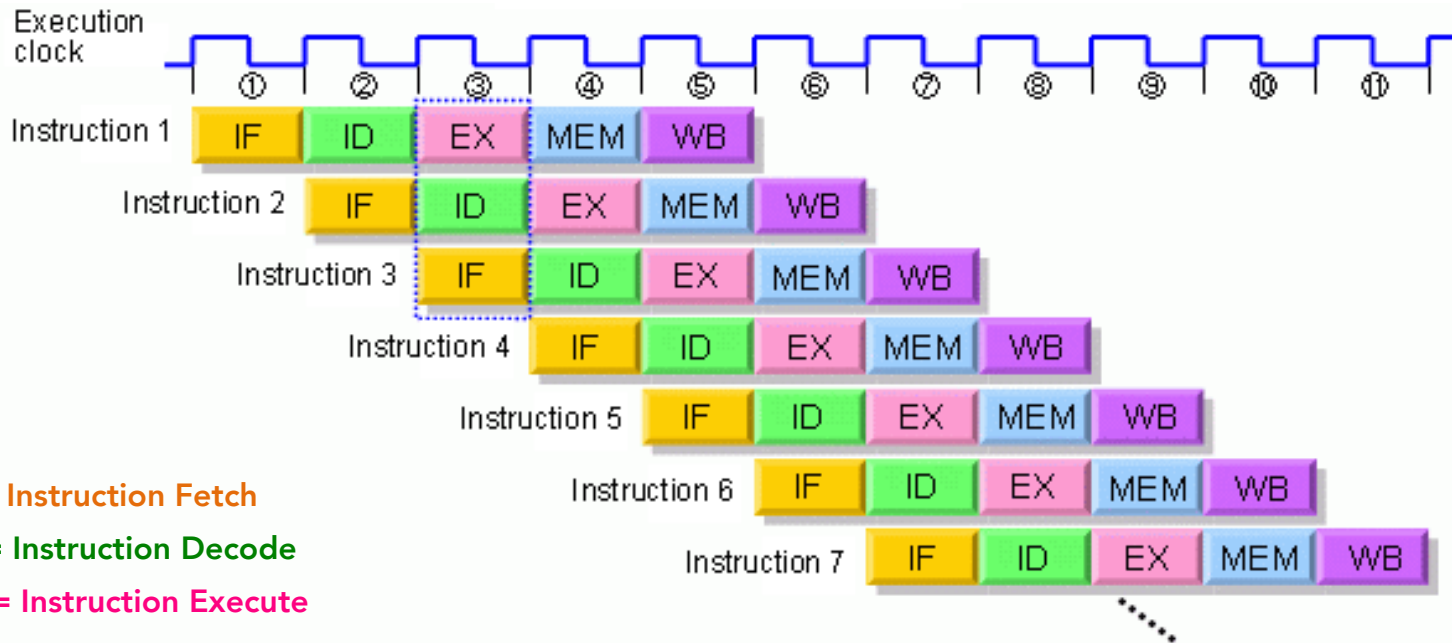 Execution
clock
① ② ③ ④ ⑤ ⑥ ⑦ ⑧ ⑨ ⑩ ⑪
Instruction 1 IF ID EX MEM WB
Instruction 2 IF ID EX MEM WB
Instruction 3 IF ID EX MEM WB
Instruction 4 IF ID EX MEM WB
Instruction 5 IF ID EX MEM WB
Instruction 6 IF ID EX MEM WB
Instruction 7 IF ID EX MEM WB
Instruction Fetch
= Instruction Decode
= Instruction Execute